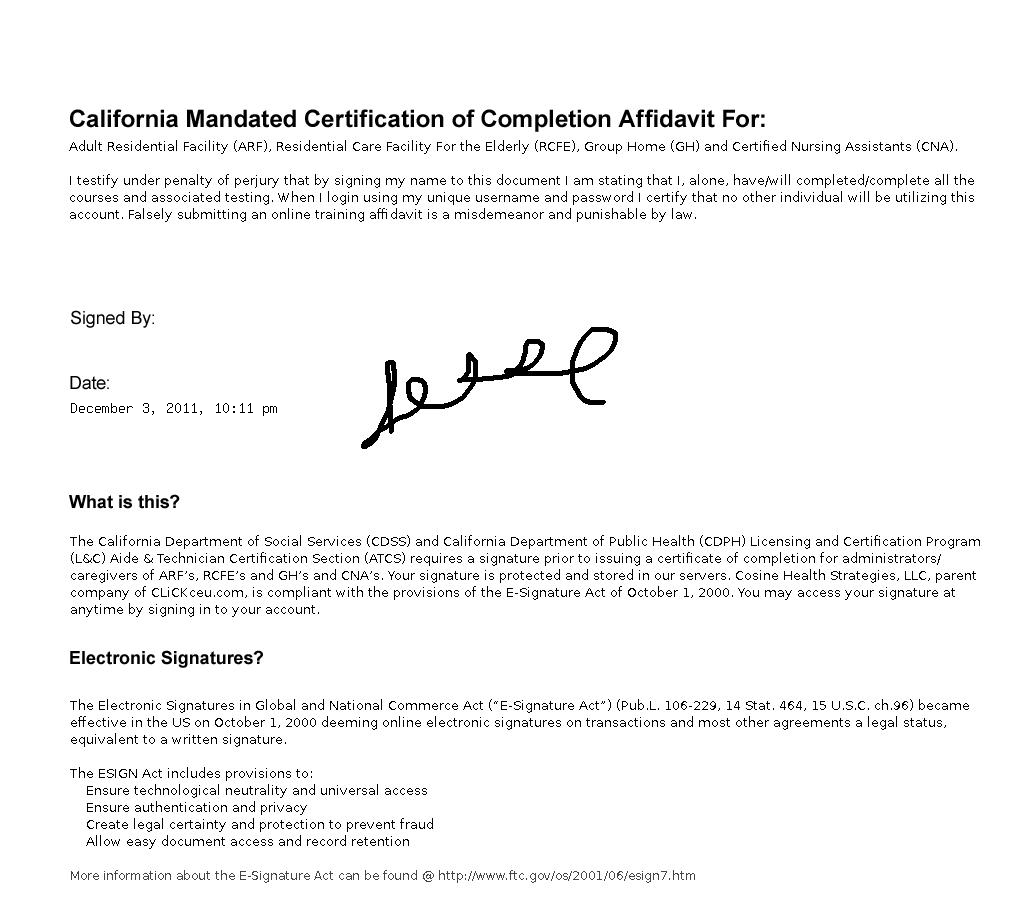 California Mandated Certification of Completion Affidavit For:
Adult Residential Facility (ARF), Residential Care Facility For the Elderly (RCFE), Group Home (GH) and Certified Nursing Assistants (CNA).
I testify under penalty of perjury that by signing my name to this document I am stating that I, alone, have/will completed/complete all the
courses and associated testing. When I login using my unique username and password I certify that no other individual will be utilizing this
account. Falsely submitting an online training affidavit is a misdemeanor and punishable by law.
Signed By:
Date:
December 3, 2011, 10:11 pm
What is this?
The California Department of Social Services (CDSS) and California Department of Public Health (CDPH) Licensing and Certification Program
(L&C) Aide & Technician Certification Section (ATCS) requires a signature prior to issuing a certificate of completion for administrators/
caregivers of ARF's, RCFE's and GH's and CNA's. Your signature is protected and stored in our servers. Cosine Health Strategies, LLC, parent
company of CLiCKceu.com, is compliant with the provisions of the E-Signature Act of October 1, 2000. You may access your signature at
anytime by signing in to your account.
Electronic Signatures?
The Electronic Signatures in Global and National Commerce Act (“E-Signature Act”) (Pub.L. 106-229, 14 Stat. 464, 15 U.S.C. ch.96) became
effective in the US on October 1, 2000 deeming online electronic signatures on transactions and most other agreements a legal status,
equivalent to a written signature.
The ESIGN Act includes provisions to:
Ensure technological neutrality and universal access
Ensure authentication and privacy
Create legal certainty and protection to prevent fraud
Allow easy document access and record retention
More information about the E-Signature Act can be found @ http://www.ftc.gov/os/2001/06/esign7.htm